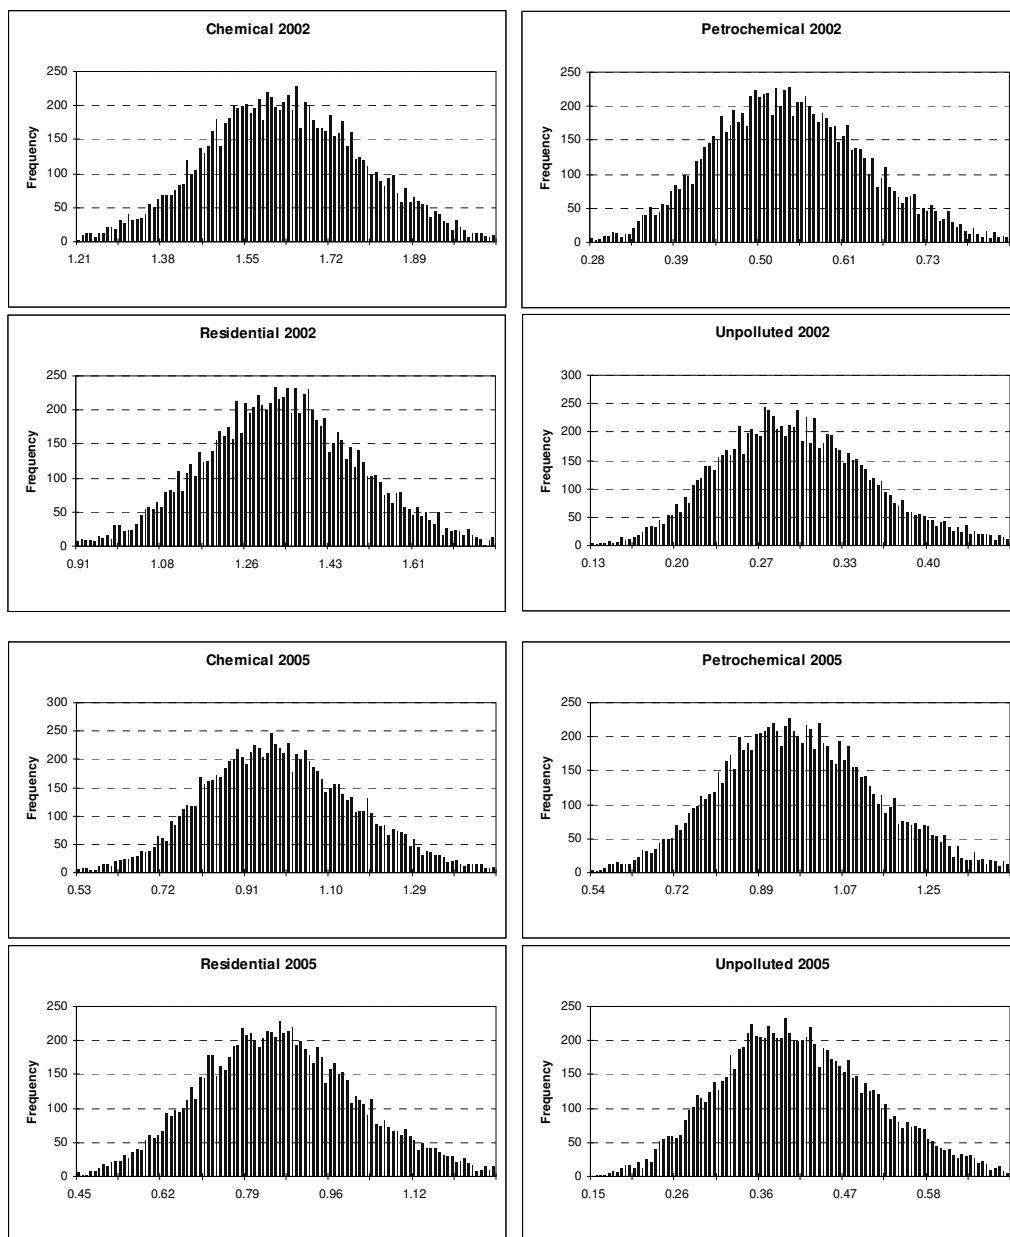 Chemical 2002
Frequency
250
200
150
100
50
0
1.21 1.38 1.55 1.72 1.89
Petrochemical 2002
Frequency
250
200
150
100
50
0
0.28 0.39 0.50 0.61 0.73
Residential 2002
Frequency
250
200
150
100
50
0
0.91 1.08 1.26 1.43 1.61
Unpolluted 2002
Frequency
300
250
200
150
100
50
0
0.13 0.20 0.27 0.33 0.40
Chemical 2005
Frequency
300
250
200
150
100
50
0
0.53 0.72 0.91 1.10 1.29
Petrochemical 2005
Frequency
250
200
150
100
50
0
0.54 0.72 0.89 1.07 1.25
Residential 2005
Frequency
250
200
150
100
50
0
0.45 0.62 0.79 0.96 1.12
Unpolluted 2005
Frequency
250
200
150
100
50
0
0.15 0.26 0.36 0.47 0.58